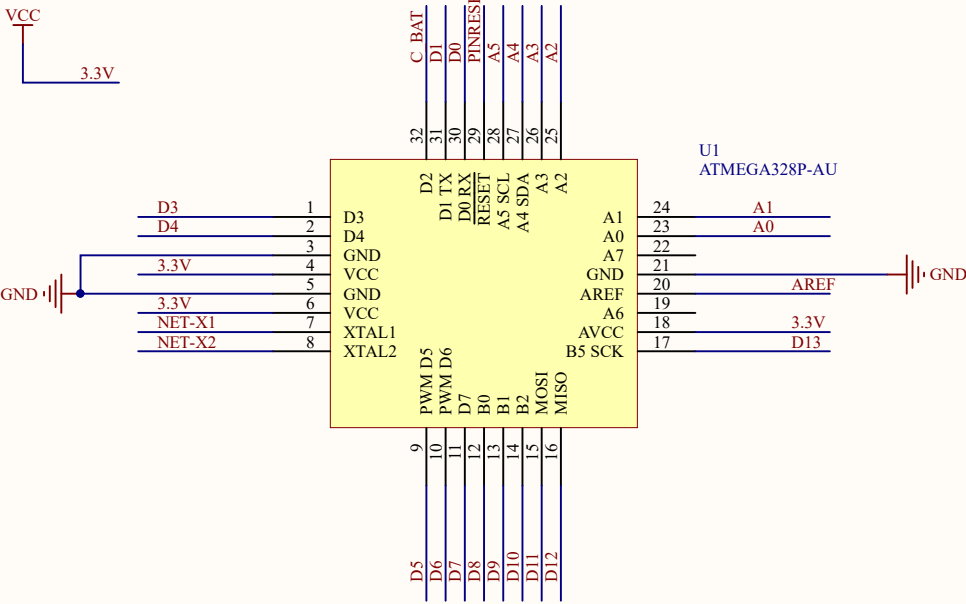 VCC
3.3V
C BAT
D1
D0
PINRESE
A5
A4
A3
A2
32
31
30
29
28
27
26
25
U1
ATMEGA328P-AU
D2
D1 TX
D0 RX
RESET
A5 SCL
A4 SDA
A3
A2
D3 1 D3
D4 2 D4
3 GND
3.3V 4 VCC
GND 5 GND
3.3V 6 VCC
NET-X1 7 XTAL1
NET-X2 8 XTAL2
A1 24 A1
A0 23 A0
A7 22
GND 21 GND
AREF 20 AREF
A6 19
AVCC 18 3.3V
B5 SCK 17 D13
PWM D5
PWM D6
D7
B0
B1
B2
MOSI
MISO
9
10
11
12
13
14
15
16
D5
D6
D7
D8
D9
D10
D11
D12